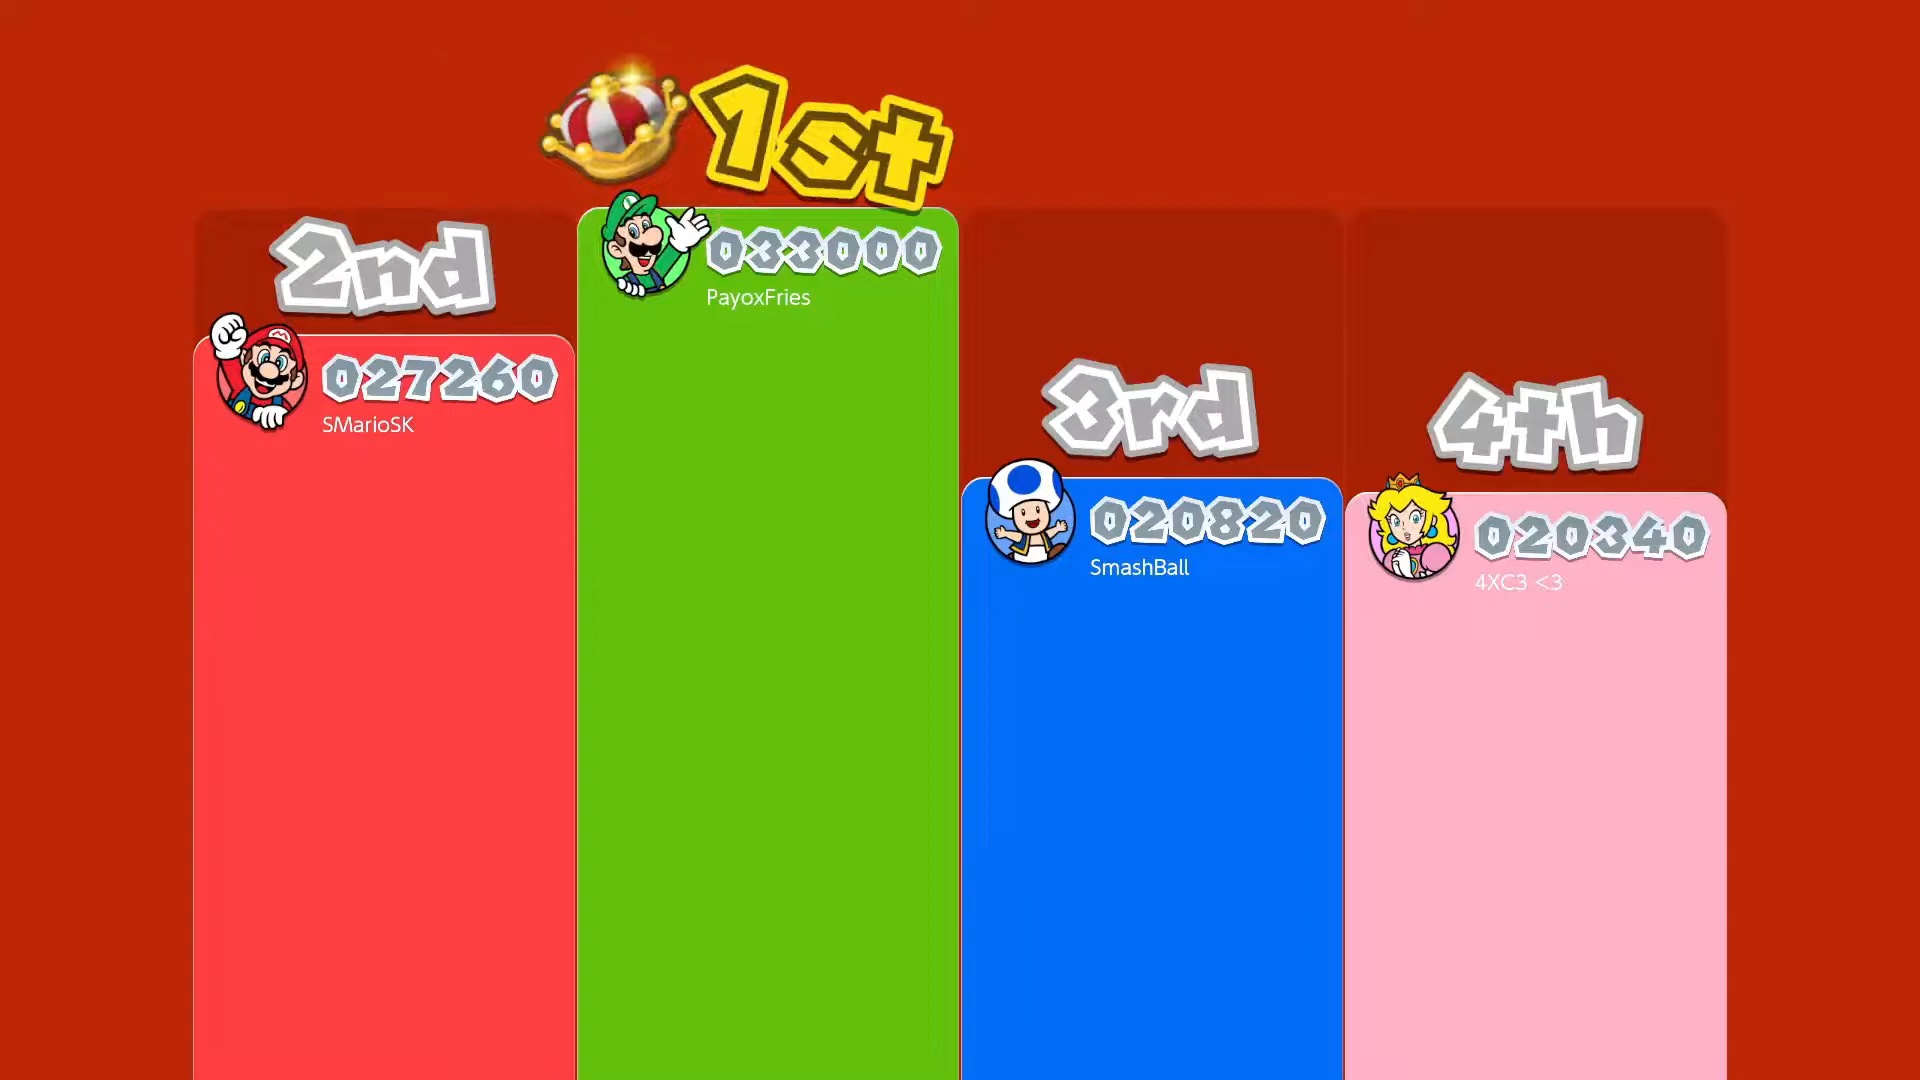 1st
2nd
033000
PayoxFries
027260
SMarioSK
3rd
4th
020820
SmashBall
020340
4XC3 <3